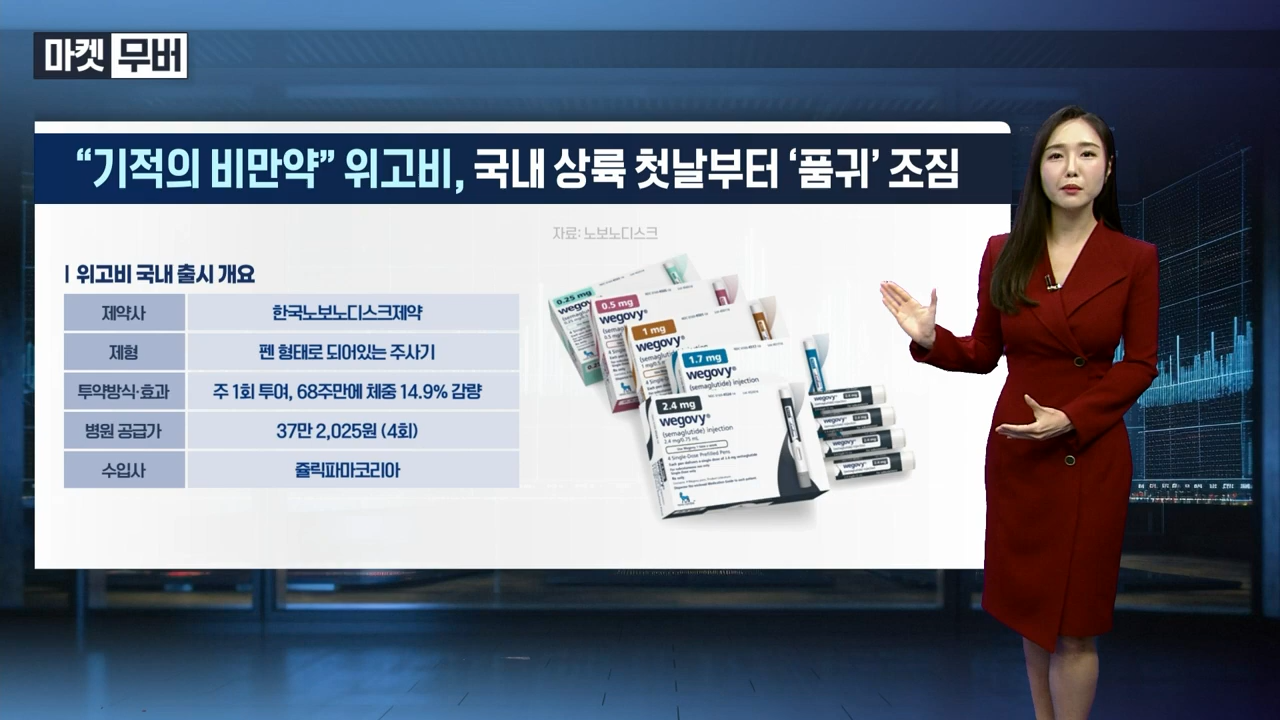 마켓무버
“기적의 비만약” 위고비, 국내 상륙 첫날부터 ‘품귀’ 조짐
자료: 노보노디스크
위고비 국내 출시 개요
제약사 한국노보노디스크제약
제형 펜 형태로 되어있는 주사기
투약방식·효과 주 1회 투여, 68주만에 체중 14.9% 감량
병원 공급가 37만 2,025원 (4회)
수입사 쥴릭파마코리아
0.25 mg
0.5 mg
wegovy®
1 mg
wegovy®
1.7 mg
wegovy®
(semaglutide) injection
2.4 mg
wegovy®
(semaglutide) injection
2.4 mg/0.75 mL
4 Single-Dose Prefilled Pens
wegovy
wegovy
wegovy
wegovy